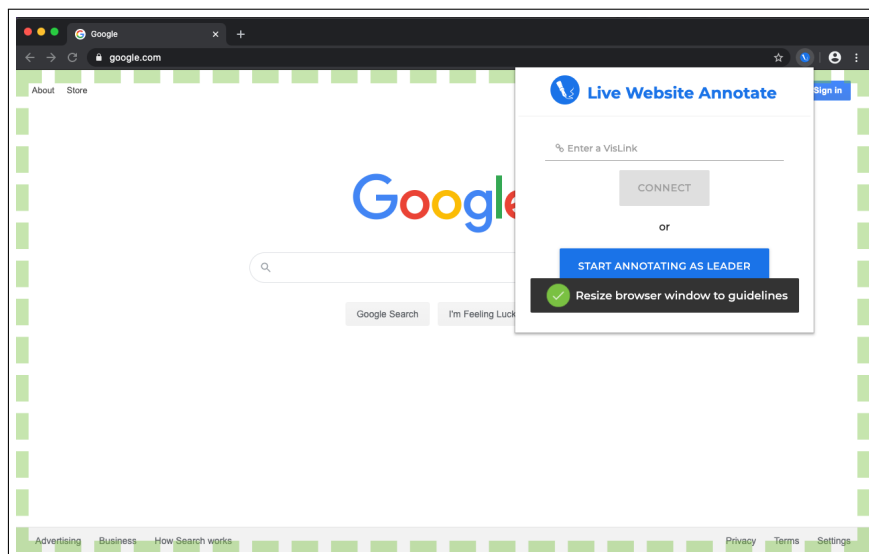 Google
google.com
About Store
Sign in
Live Website Annotate
Enter a VisLink
CONNECT
or
START ANNOTATING AS LEADER
Resize browser window to guidelines
Google
Google Search
I'm Feeling Luck
Advertising Business How Search works
Privacy Terms Settings